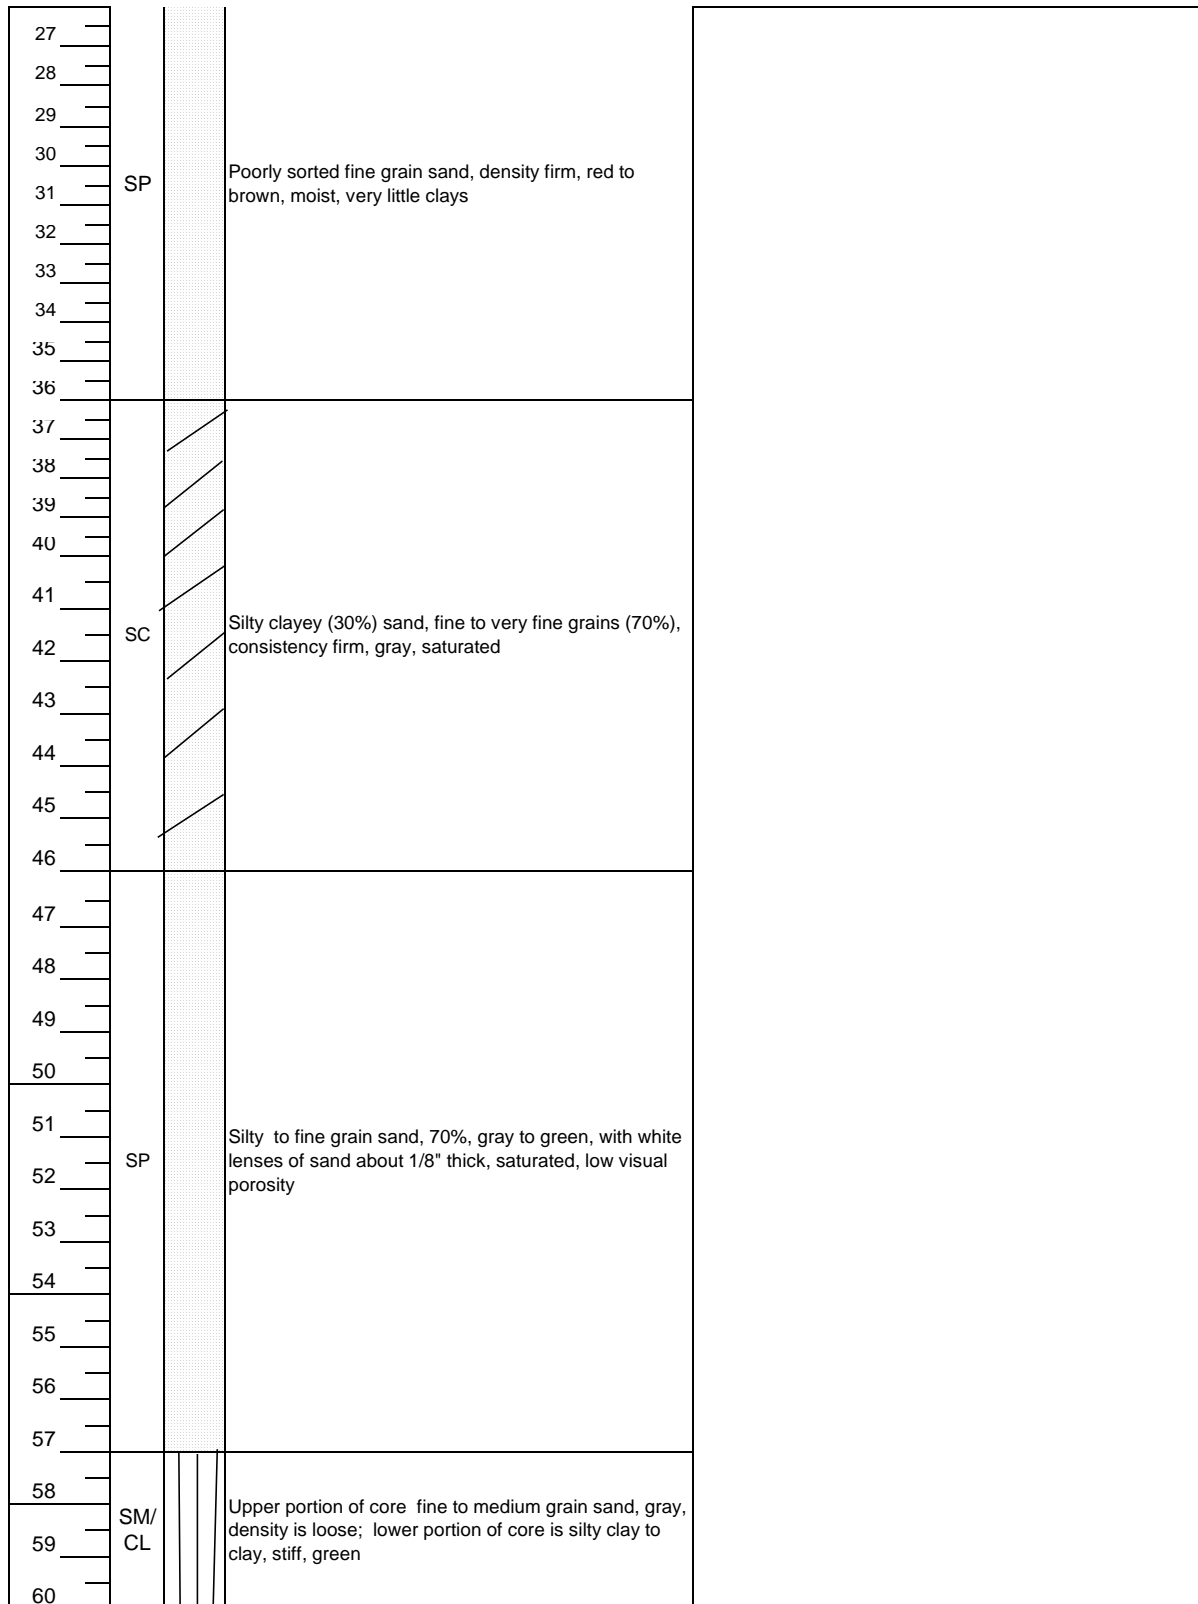 27
28
29
30
31
32
33
34
35
36
SP
Poorly sorted fine grain sand, density firm, red to
brown, moist, very little clays
37
38
39
40
41
42
43
44
45
46
SC
Silty clayey (30%) sand, fine to very fine grains (70%),
consistency firm, gray, saturated
47
48
49
50
51
52
53
54
55
56
57
SP
Silty to fine grain sand, 70%, gray to green, with white
lenses of sand about 1/8" thick, saturated, low visual
porosity
58
59
60
SM/
CL
Upper portion of core fine to medium grain sand, gray,
density is loose; lower portion of core is silty clay to
clay, stiff, green